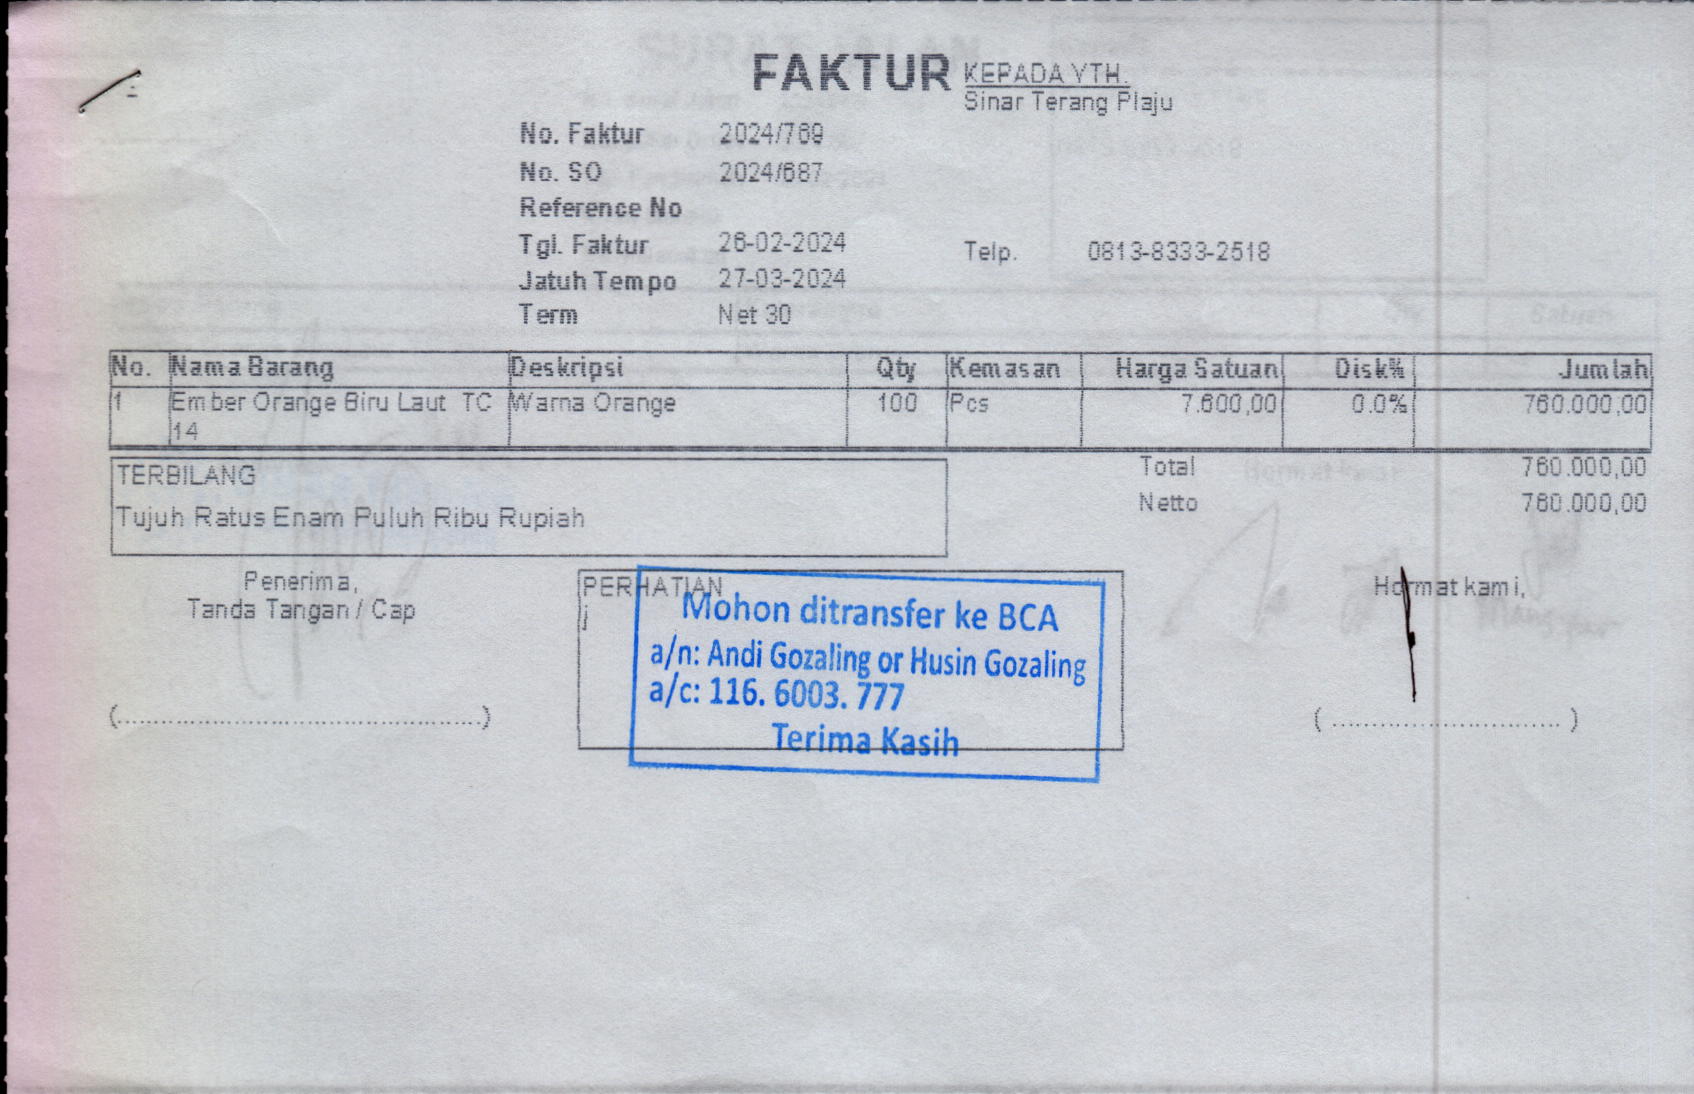 FAKTUR
KEPADA YTH.
Sinar Terang Plaju
No. Faktur 2024/769
No. SO 2024/687
Reference No
Tgl. Faktur 26-02-2024
Telp. 0813-8333-2518
Jatuh Tempo 27-03-2024
Term Net 30
No. Nama Barang Deskripsi Qty Kemasan Harga Satuan Disk% Jumlah
1 Ember Orange Biru Laut TC Warna Orange 100 Pcs 7.600,00 0.0% 760.000,00
14
TERBILANG
Tujuh Ratus Enam Puluh Ribu Rupiah
Total 760.000,00
Netto 760.000,00
Penerima,
Tanda Tangan / Cap
(................................................)
PERHATIAN
j
Mohon ditransfer ke BCA
a/n: Andi Gozaling or Husin Gozaling
a/c: 116. 6003. 777
Terima Kasih
Hormat kami,
( .............................. )